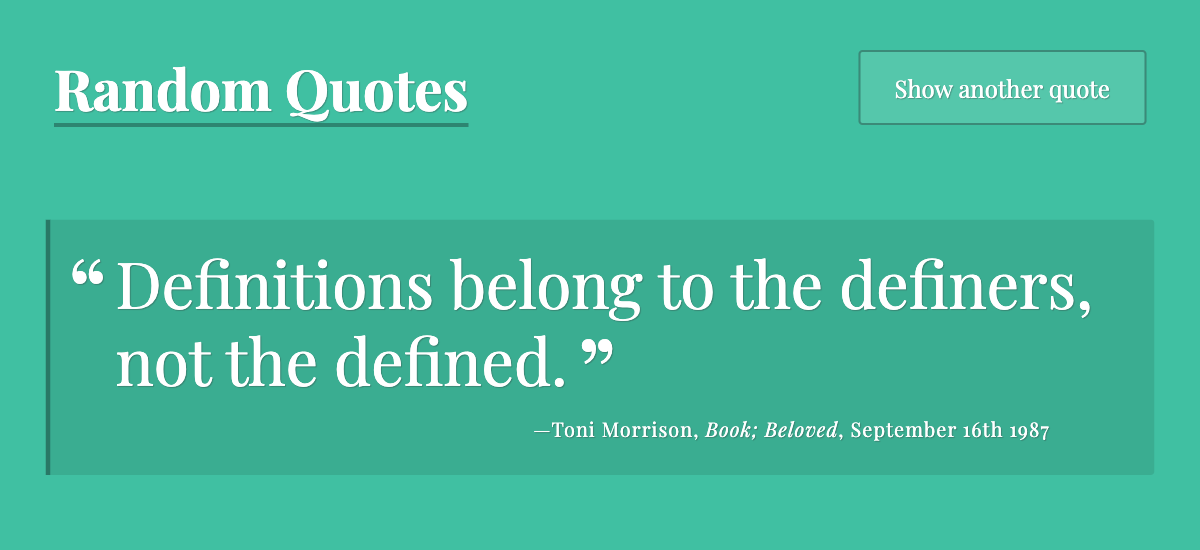 Random Quotes
Show another quote
“ Definitions belong to the definers,
not the defined. ”
—Toni Morrison, Book; Beloved, September 16th 1987